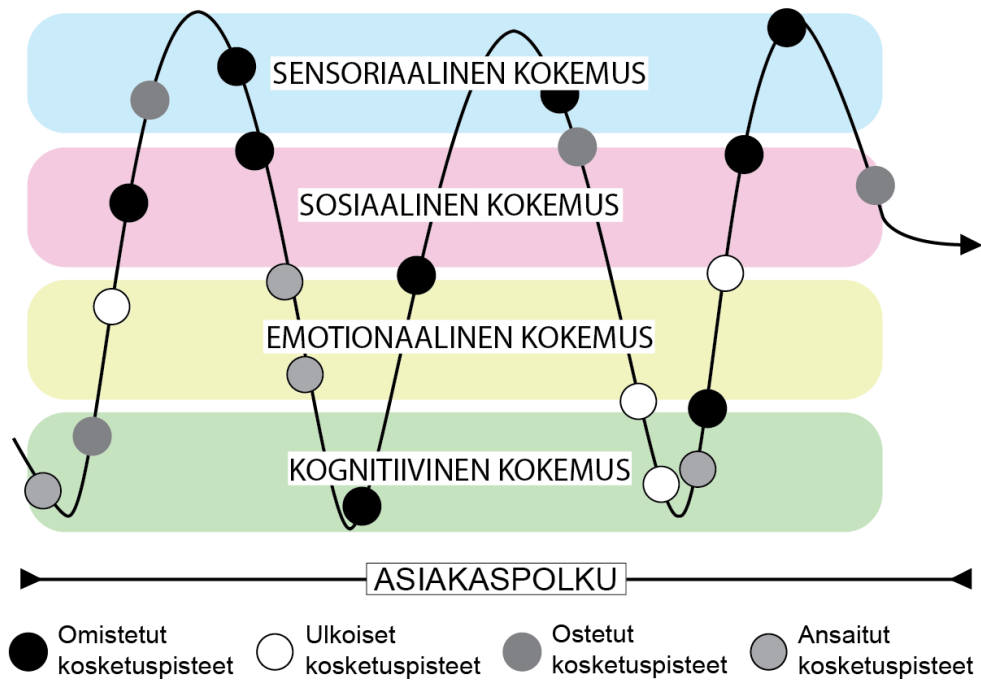 SENSORIAALINEN KOKEMUS
SOSIAALINEN KOKEMUS
EMOTIONAALINEN KOKEMUS
KOGNITIIVINEN KOKEMUS
ASIAKASPOLKU
Omistetut
kosketuspisteet
Ulkoiset
kosketuspisteet
Ostetut
kosketuspisteet
Ansaitut
kosketuspisteet